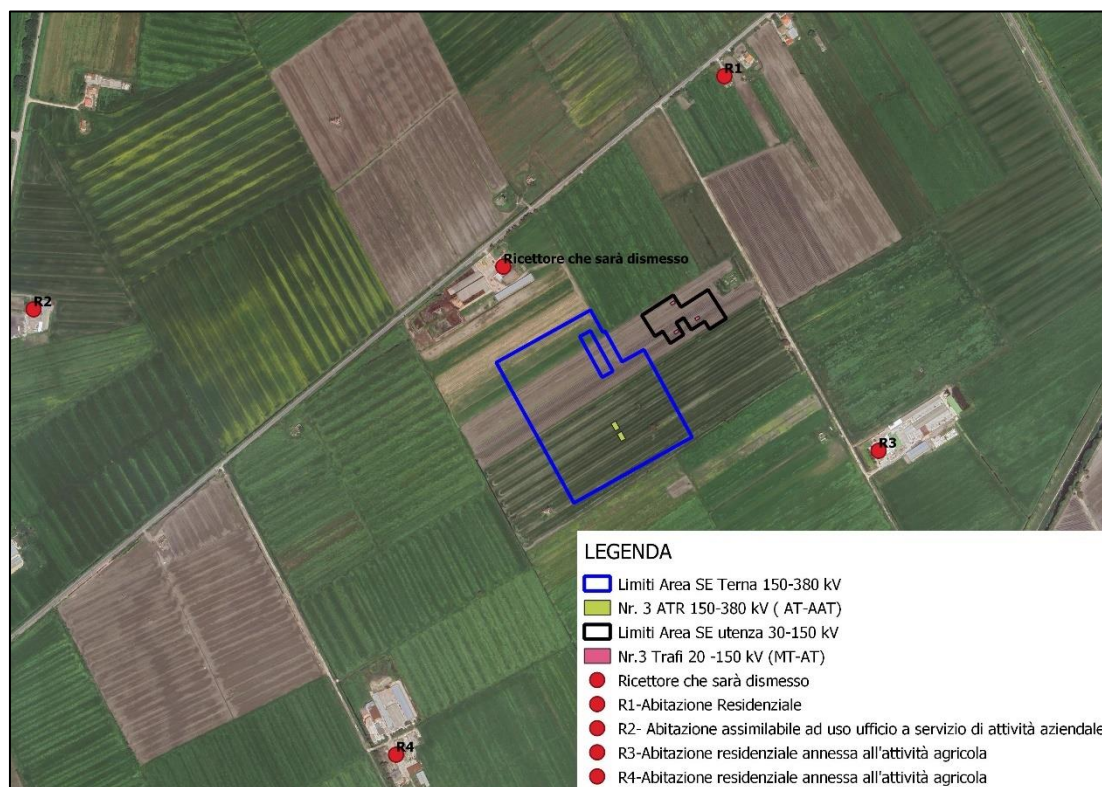 R1
Ricettore che sarà dismesso
R2
R3
R4
LEGENDA
Limiti Area SE Terna 150-380 kV
Nr. 3 ATR 150-380 kV ( AT-AAT)
Limiti Area SE utenza 30-150 kV
Nr.3 Trafi 20 -150 kV (MT-AT)
Ricettore che sarà dismesso
R1-Abitazione Residenziale
R2- Abitazione assimilabile ad uso ufficio a servizio di attività aziendale
R3-Abitazione residenziale annessa all'attività agricola
R4-Abitazione residenziale annessa all'attività agricola